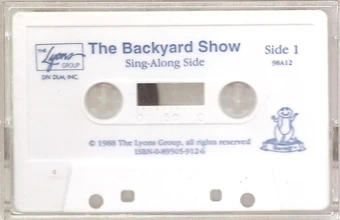 THE
Lyons
GROUP
DIV DLM, INC.
The Backyard Show
Sing-Along Side
Side 1
98A12
© 1988 The Lyons Group, all rights reserved
ISBN-0-89505-912-6